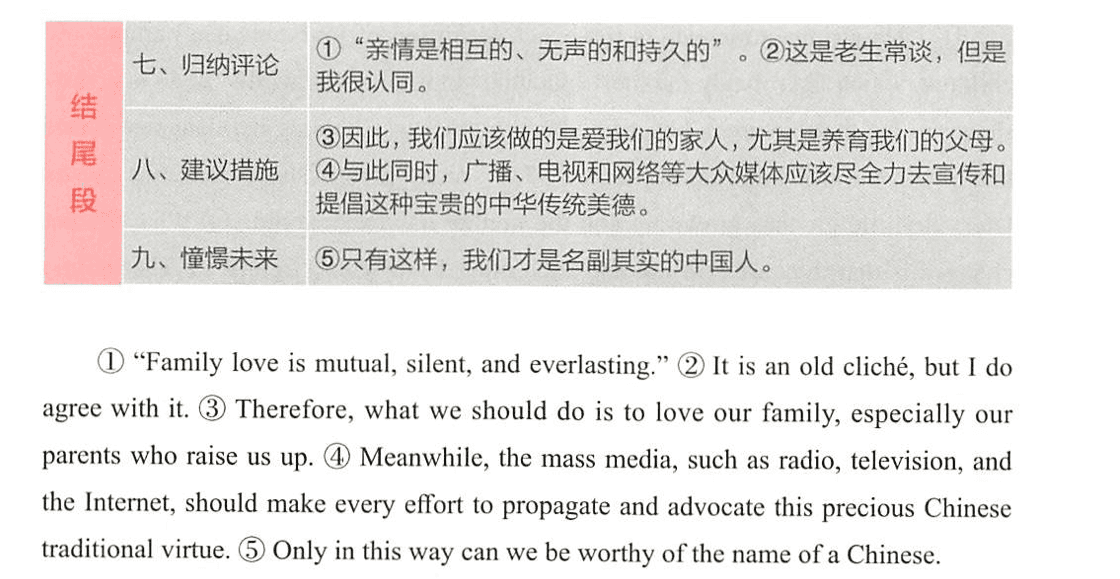 结尾段
七、归纳评论
①“亲情是相互的、无声的和持久的”。②这是老生常谈，但是
我很认同。
八、建议措施
③因此，我们应该做的是爱我们的家人，尤其是养育我们的父母。
④与此同时，广播、电视和网络等大众媒体应该尽全力去宣传和
提倡这种宝贵的中华传统美德。
九、憧憬未来
⑤只有这样，我们才是名副其实的中国人。
① “Family love is mutual, silent, and everlasting.” ② It is an old cliché, but I do
agree with it. ③ Therefore, what we should do is to love our family, especially our
parents who raise us up. ④ Meanwhile, the mass media, such as radio, television, and
the Internet, should make every effort to propagate and advocate this precious Chinese
traditional virtue. ⑤ Only in this way can we be worthy of the name of a Chinese.